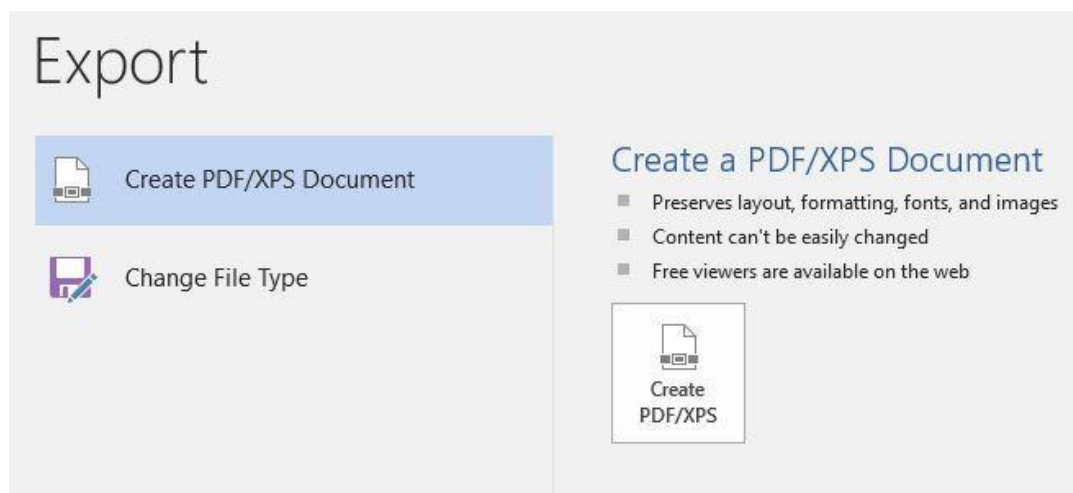 Export
Create PDF/XPS Document
Change File Type
Create a PDF/XPS Document
Preserves layout, formatting, fonts, and images
Content can't be easily changed
Free viewers are available on the web
Create
PDF/XPS